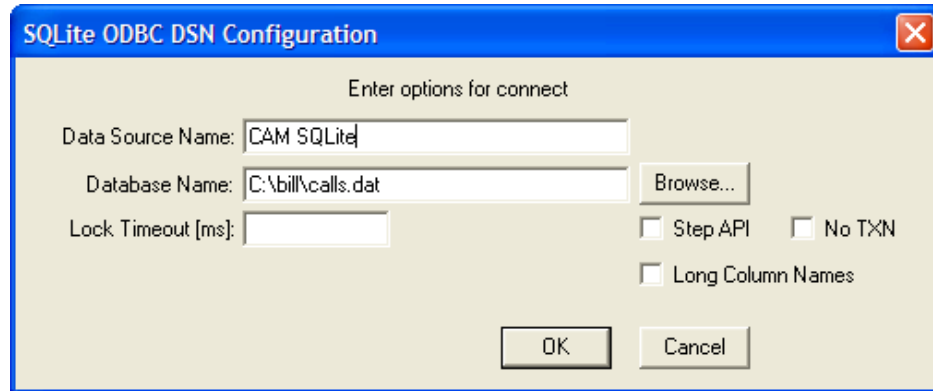 SQLite ODBC DSN Configuration
Enter options for connect
Data Source Name: CAM SQLite
Database Name: C:\bill\calls.dat Browse...
Lock Timeout [ms]: Step API No TXN
Long Column Names
OK Cancel